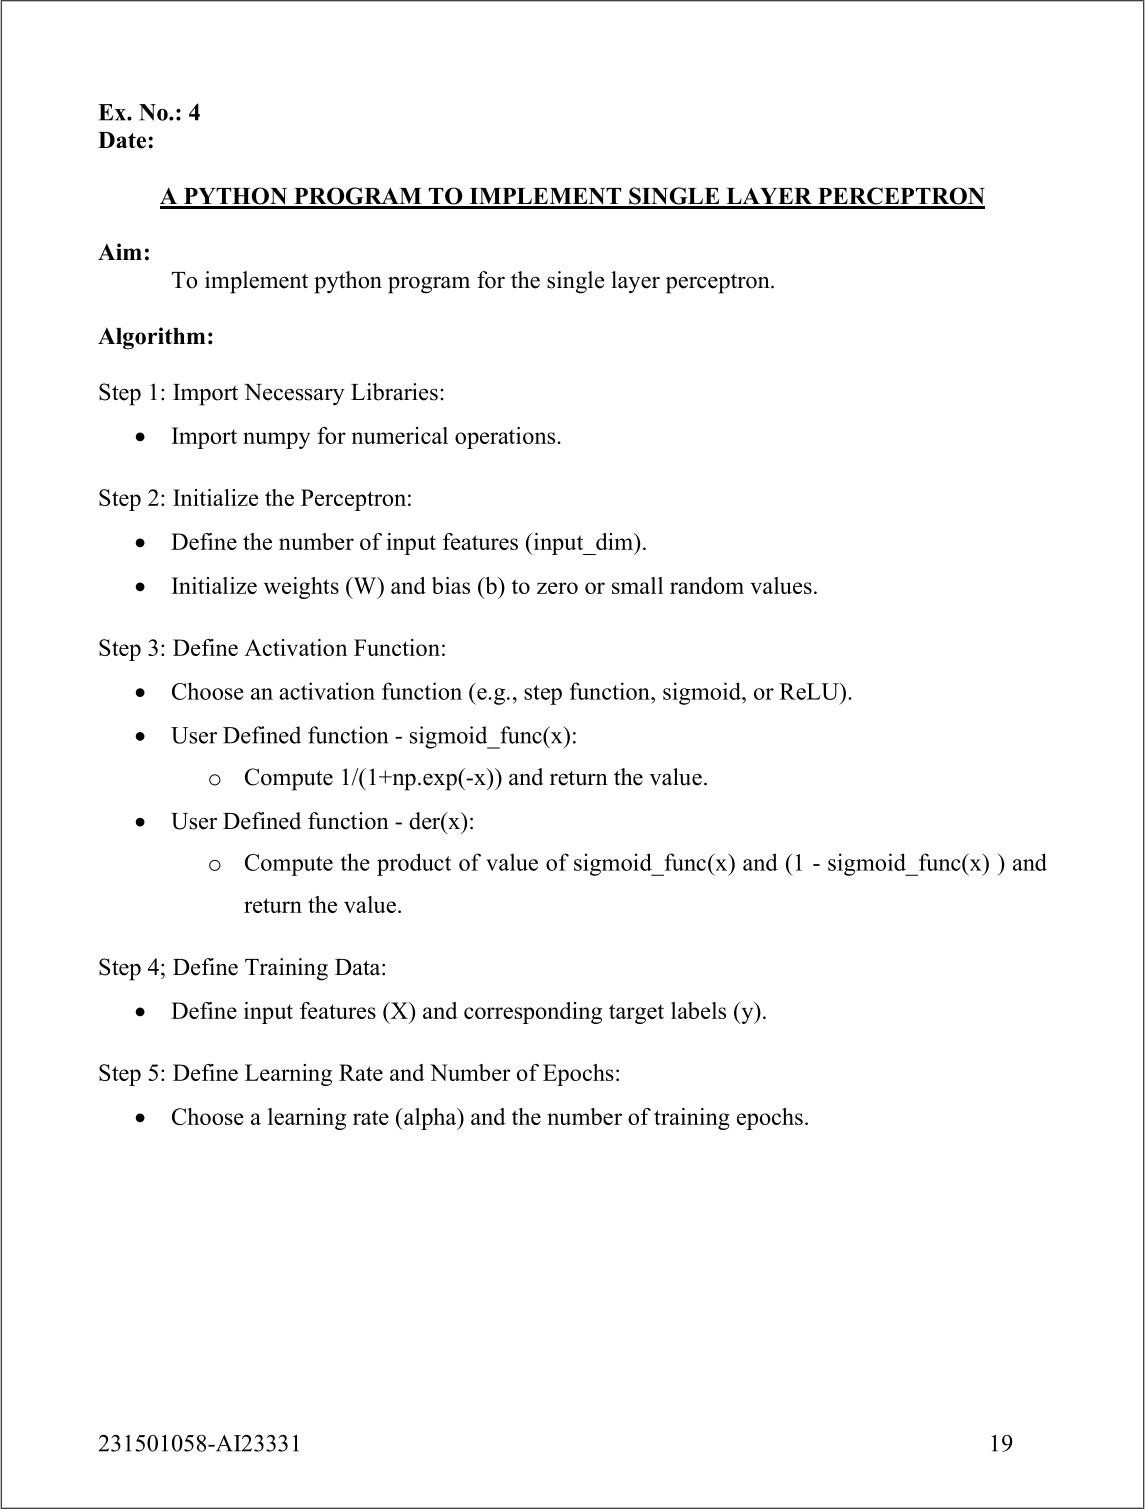 Ex. No.: 4
Date:
A PYTHON PROGRAM TO IMPLEMENT SINGLE LAYER PERCEPTRON
Aim:
To implement python program for the single layer perceptron.
Algorithm:
Step 1: Import Necessary Libraries:
• Import numpy for numerical operations.
Step 2: Initialize the Perceptron:
• Define the number of input features (input_dim).
• Initialize weights (W) and bias (b) to zero or small random values.
Step 3: Define Activation Function:
• Choose an activation function (e.g., step function, sigmoid, or ReLU).
• User Defined function - sigmoid_func(x):
o Compute 1/(1+np.exp(-x)) and return the value.
• User Defined function - der(x):
o Compute the product of value of sigmoid_func(x) and (1 - sigmoid_func(x) ) and
return the value.
Step 4; Define Training Data:
• Define input features (X) and corresponding target labels (y).
Step 5: Define Learning Rate and Number of Epochs:
• Choose a learning rate (alpha) and the number of training epochs.
231501058-AI23331 19